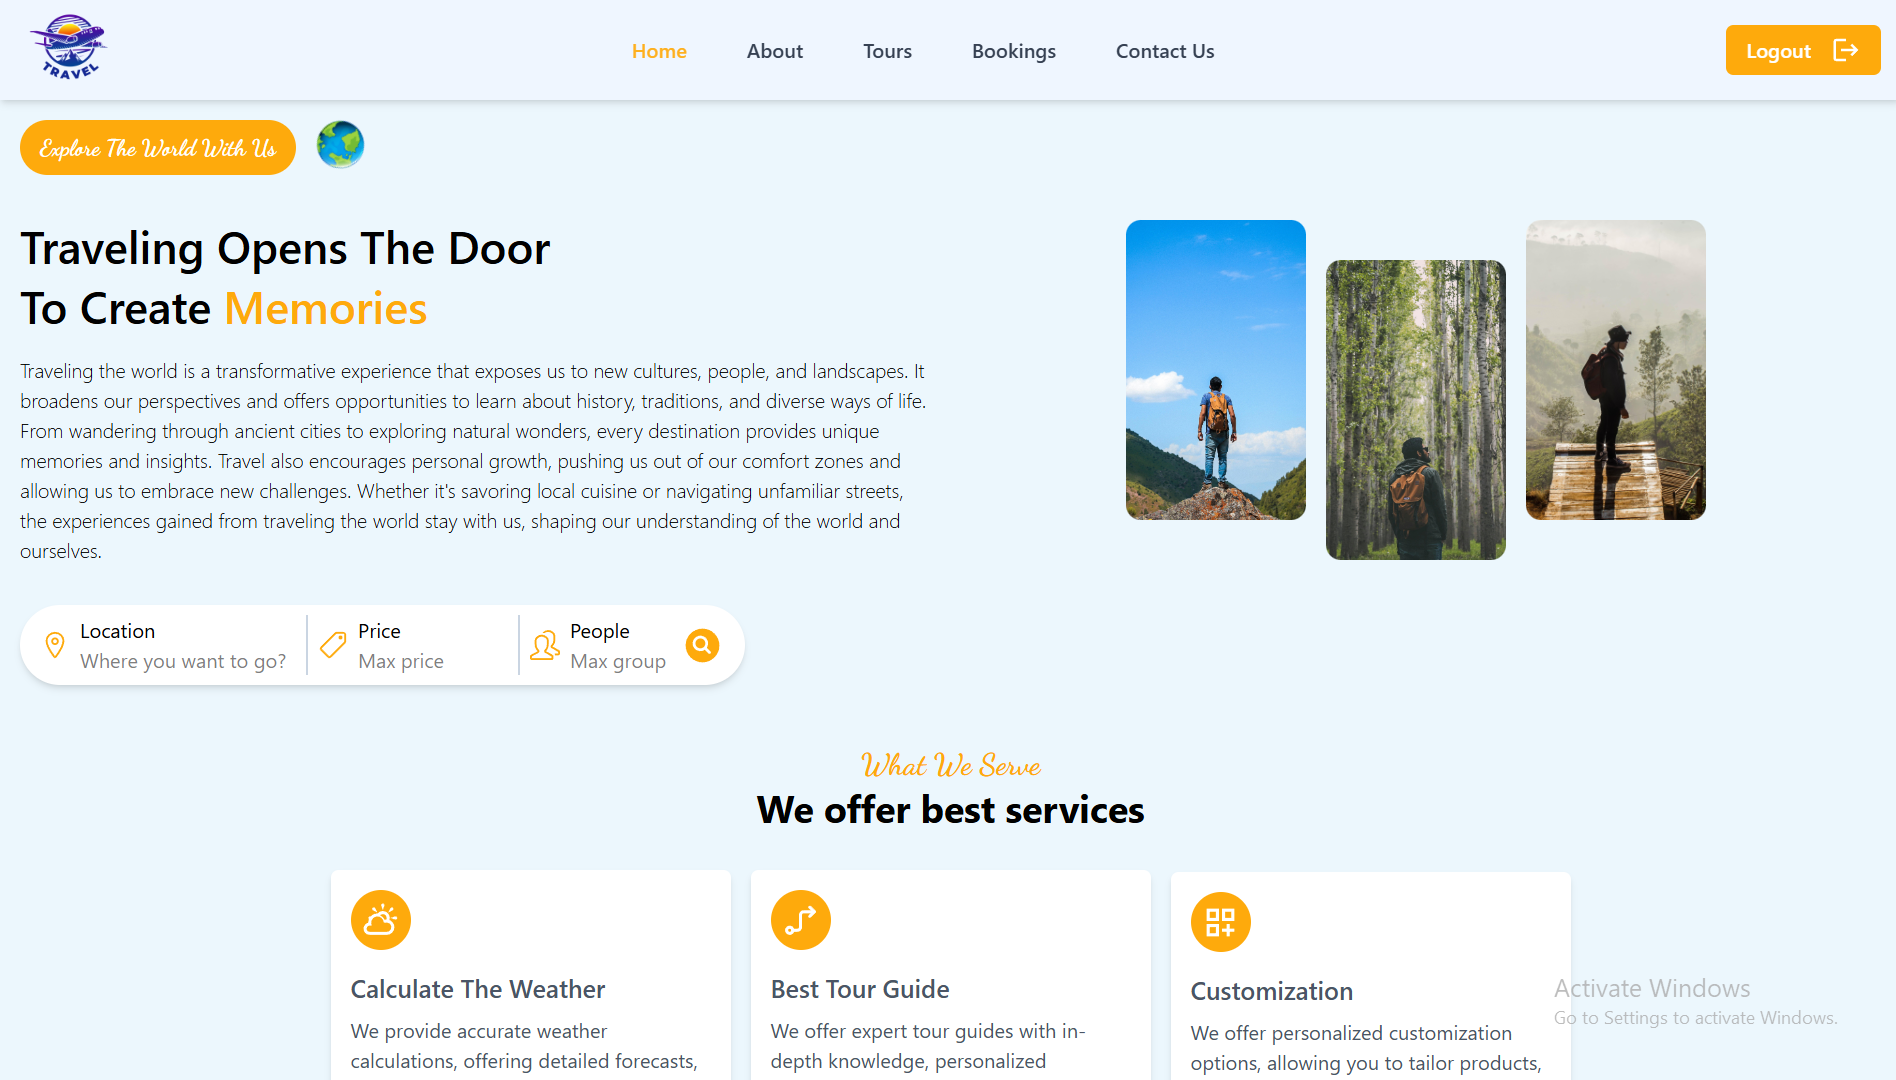 TRAVEL
Home
About
Tours
Bookings
Contact Us
Logout
Explore The World With Us
Traveling Opens The Door
To Create Memories
Traveling the world is a transformative experience that exposes us to new cultures, people, and landscapes. It
broadens our perspectives and offers opportunities to learn about history, traditions, and diverse ways of life.
From wandering through ancient cities to exploring natural wonders, every destination provides unique
memories and insights. Travel also encourages personal growth, pushing us out of our comfort zones and
allowing us to embrace new challenges. Whether it's savoring local cuisine or navigating unfamiliar streets,
the experiences gained from traveling the world stay with us, shaping our understanding of the world and
ourselves.
Location
Where you want to go?
Price
Max price
People
Max group
What We Serve
We offer best services
Calculate The Weather
We provide accurate weather
calculations, offering detailed forecasts,
Best Tour Guide
We offer expert tour guides with in-
depth knowledge, personalized
Customization
We offer personalized customization
options, allowing you to tailor products,
Activate Windows
Go to Settings to activate Windows.